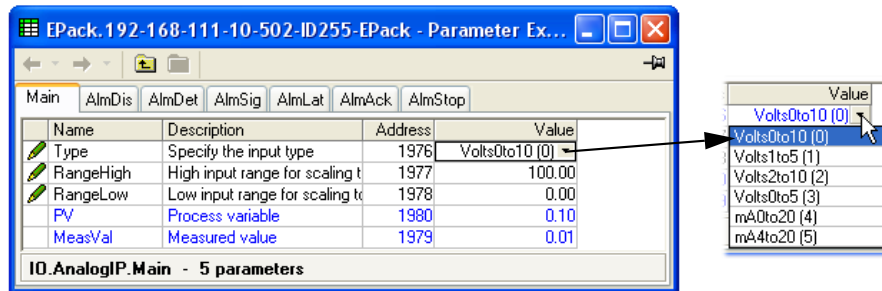 EPack.192-168-111-10-502-ID255-EPack - Parameter Ex...
Main AlmDis AlmDet AlmSig AlmLat AlmAck AlmStop
Name Description Address Value
Type Specify the input type 1976 Volts0to10 (0)
RangeHigh High input range for scaling t 1977 100.00
RangeLow Low input range for scaling to 1978 0.00
PV Process variable 1980 0.10
MeasVal Measured value 1979 0.01
IO.AnalogIP.Main - 5 parameters
Value
Volts0to10 (0)
Volts0to10 (0)
Volts1to5 (1)
Volts2to10 (2)
Volts0to5 (3)
mA0to20 (4)
mA4to20 (5)